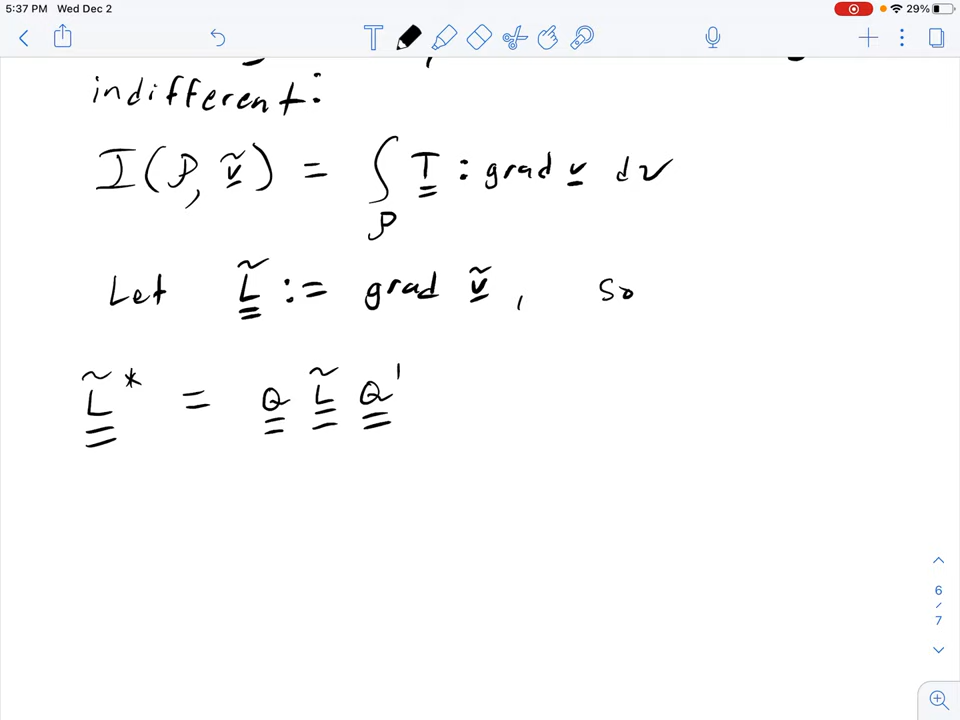 5:37 PM Wed Dec 2 29%
indifferent:
I(P, ṽ) = ∫_P T : grad v dv
Let L̃ := grad ṽ, so
L̃* = Q L̃ Q'
6
/
7